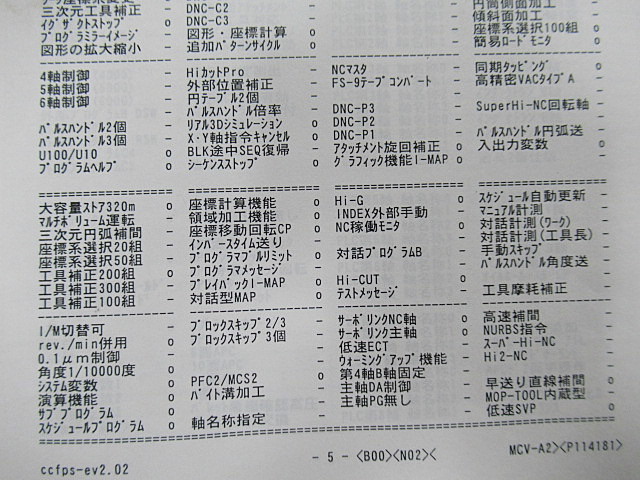 三次元工具補正 - DNC-C2 - 円筒側面加工 -
イグザクトストップ o DNC-C3 - 傾斜面加工 -
プログラミラーイメージ o 図形・座標計算 o 座標系選択100組 o
図形の拡大縮小 - 追加パターンサイクル o 簡易ロードモニタ o
4軸制御 - HiカットPro - NCマスタ - 同期タッピング o
5軸制御 - 外部位置補正 - FS-9テープコンバート - 高精密VACタイプA -
6軸制御 - 円テーブル2個 -
パルスハンドル倍率 - DNC-P3 - SuperHi-NC回転軸 -
パルスハンドル2個 - リアル3Dシミュレーション o DNC-P2 -
パルスハンドル3個 - X・Y軸指令キャンセル o DNC-P1 - パルスハンドル円弧送 -
U100/U10 o BLK途中SEQ復帰 - アタッチメント旋回補正 o 入出力変数 o
プログラムヘルプ o シーケンスストップ o グラフィック機能I-MAP o
大容量ストア320m o 座標計算機能 o Hi-G o スケジュール自動更新 -
マルチボリューム運転 - 領域加工機能 o INDEX外部手動 - マニュアル計測 -
三次元円弧補間 - 座標移動回転CP o NC稼働モニタ o 対話計測(ワーク) -
座標系選択20組 - インバースタイム送り - 対話計測(工具長) -
座標系選択50組 - プログラマブルリミット o 対話プログラムB - 手動スキップ -
工具補正200組 o プログラマメッセージ - パルスハンドル角度送 -
工具補正300組 - プレイバックI-MAP o Hi-CUT o
工具補正100組 - 対話型MAP o テストメッセージ - 工具摩耗補正 -
I/M切替可 - ブロックスキップ2/3 - サーボリンクNC軸 o 高速補間 -
rev./min併用 o ブロックスキップ3個 - サーボリンク主軸 o NURBS指令 -
0.1μm制御 - 低速ECT - スーパーHi-NC -
角度1/10000度 - ウォーミングアップ機能 - Hi2-NC -
システム変数 o PFC2/MCS2 o 第4軸B軸固定 -
演算機能 o バイト溝加工 - 主軸DA制御 - 早送り直線補間 o
サブプログラム o 主軸PG無し - MOP-TOOL内蔵型 -
スケジュールプログラム o 軸名称指定 - 低速SVP o
ccfps-ev2.02 - 5 -<B00><N02>< MCV-A2><P114181>